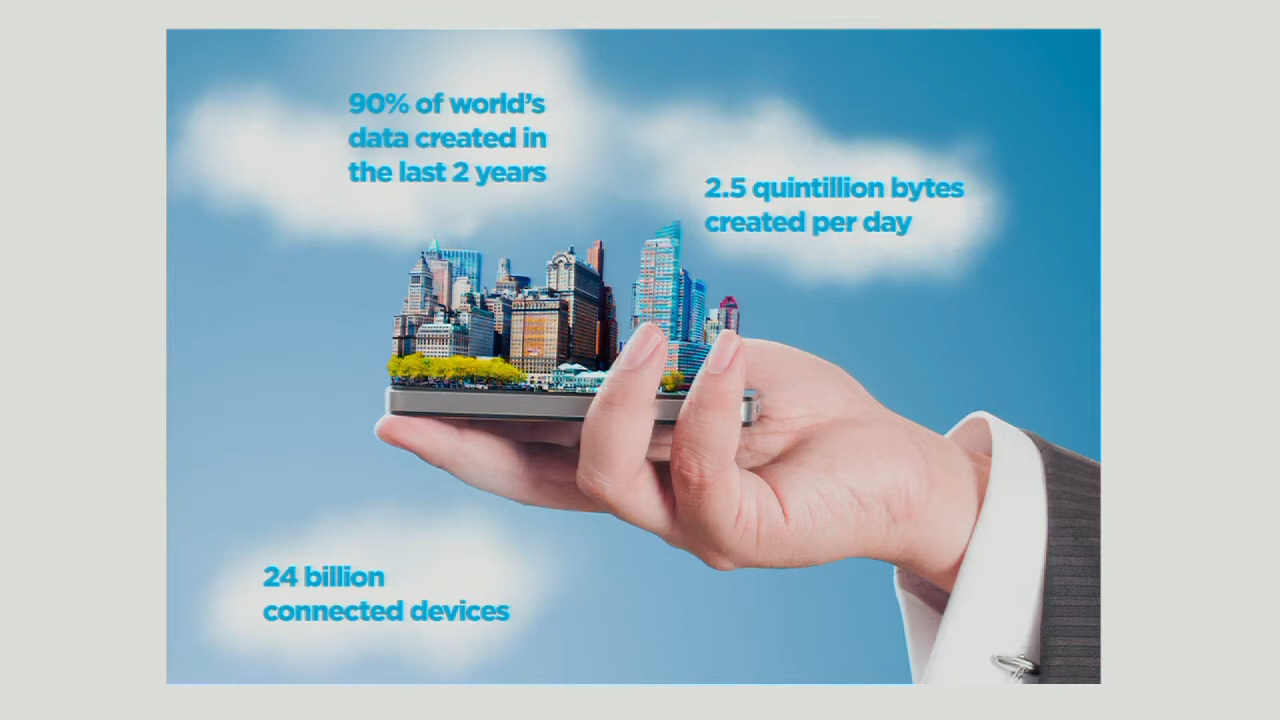 90% of world's
data created in
the last 2 years
2.5 quintillion bytes
created per day
24 billion
connected devices